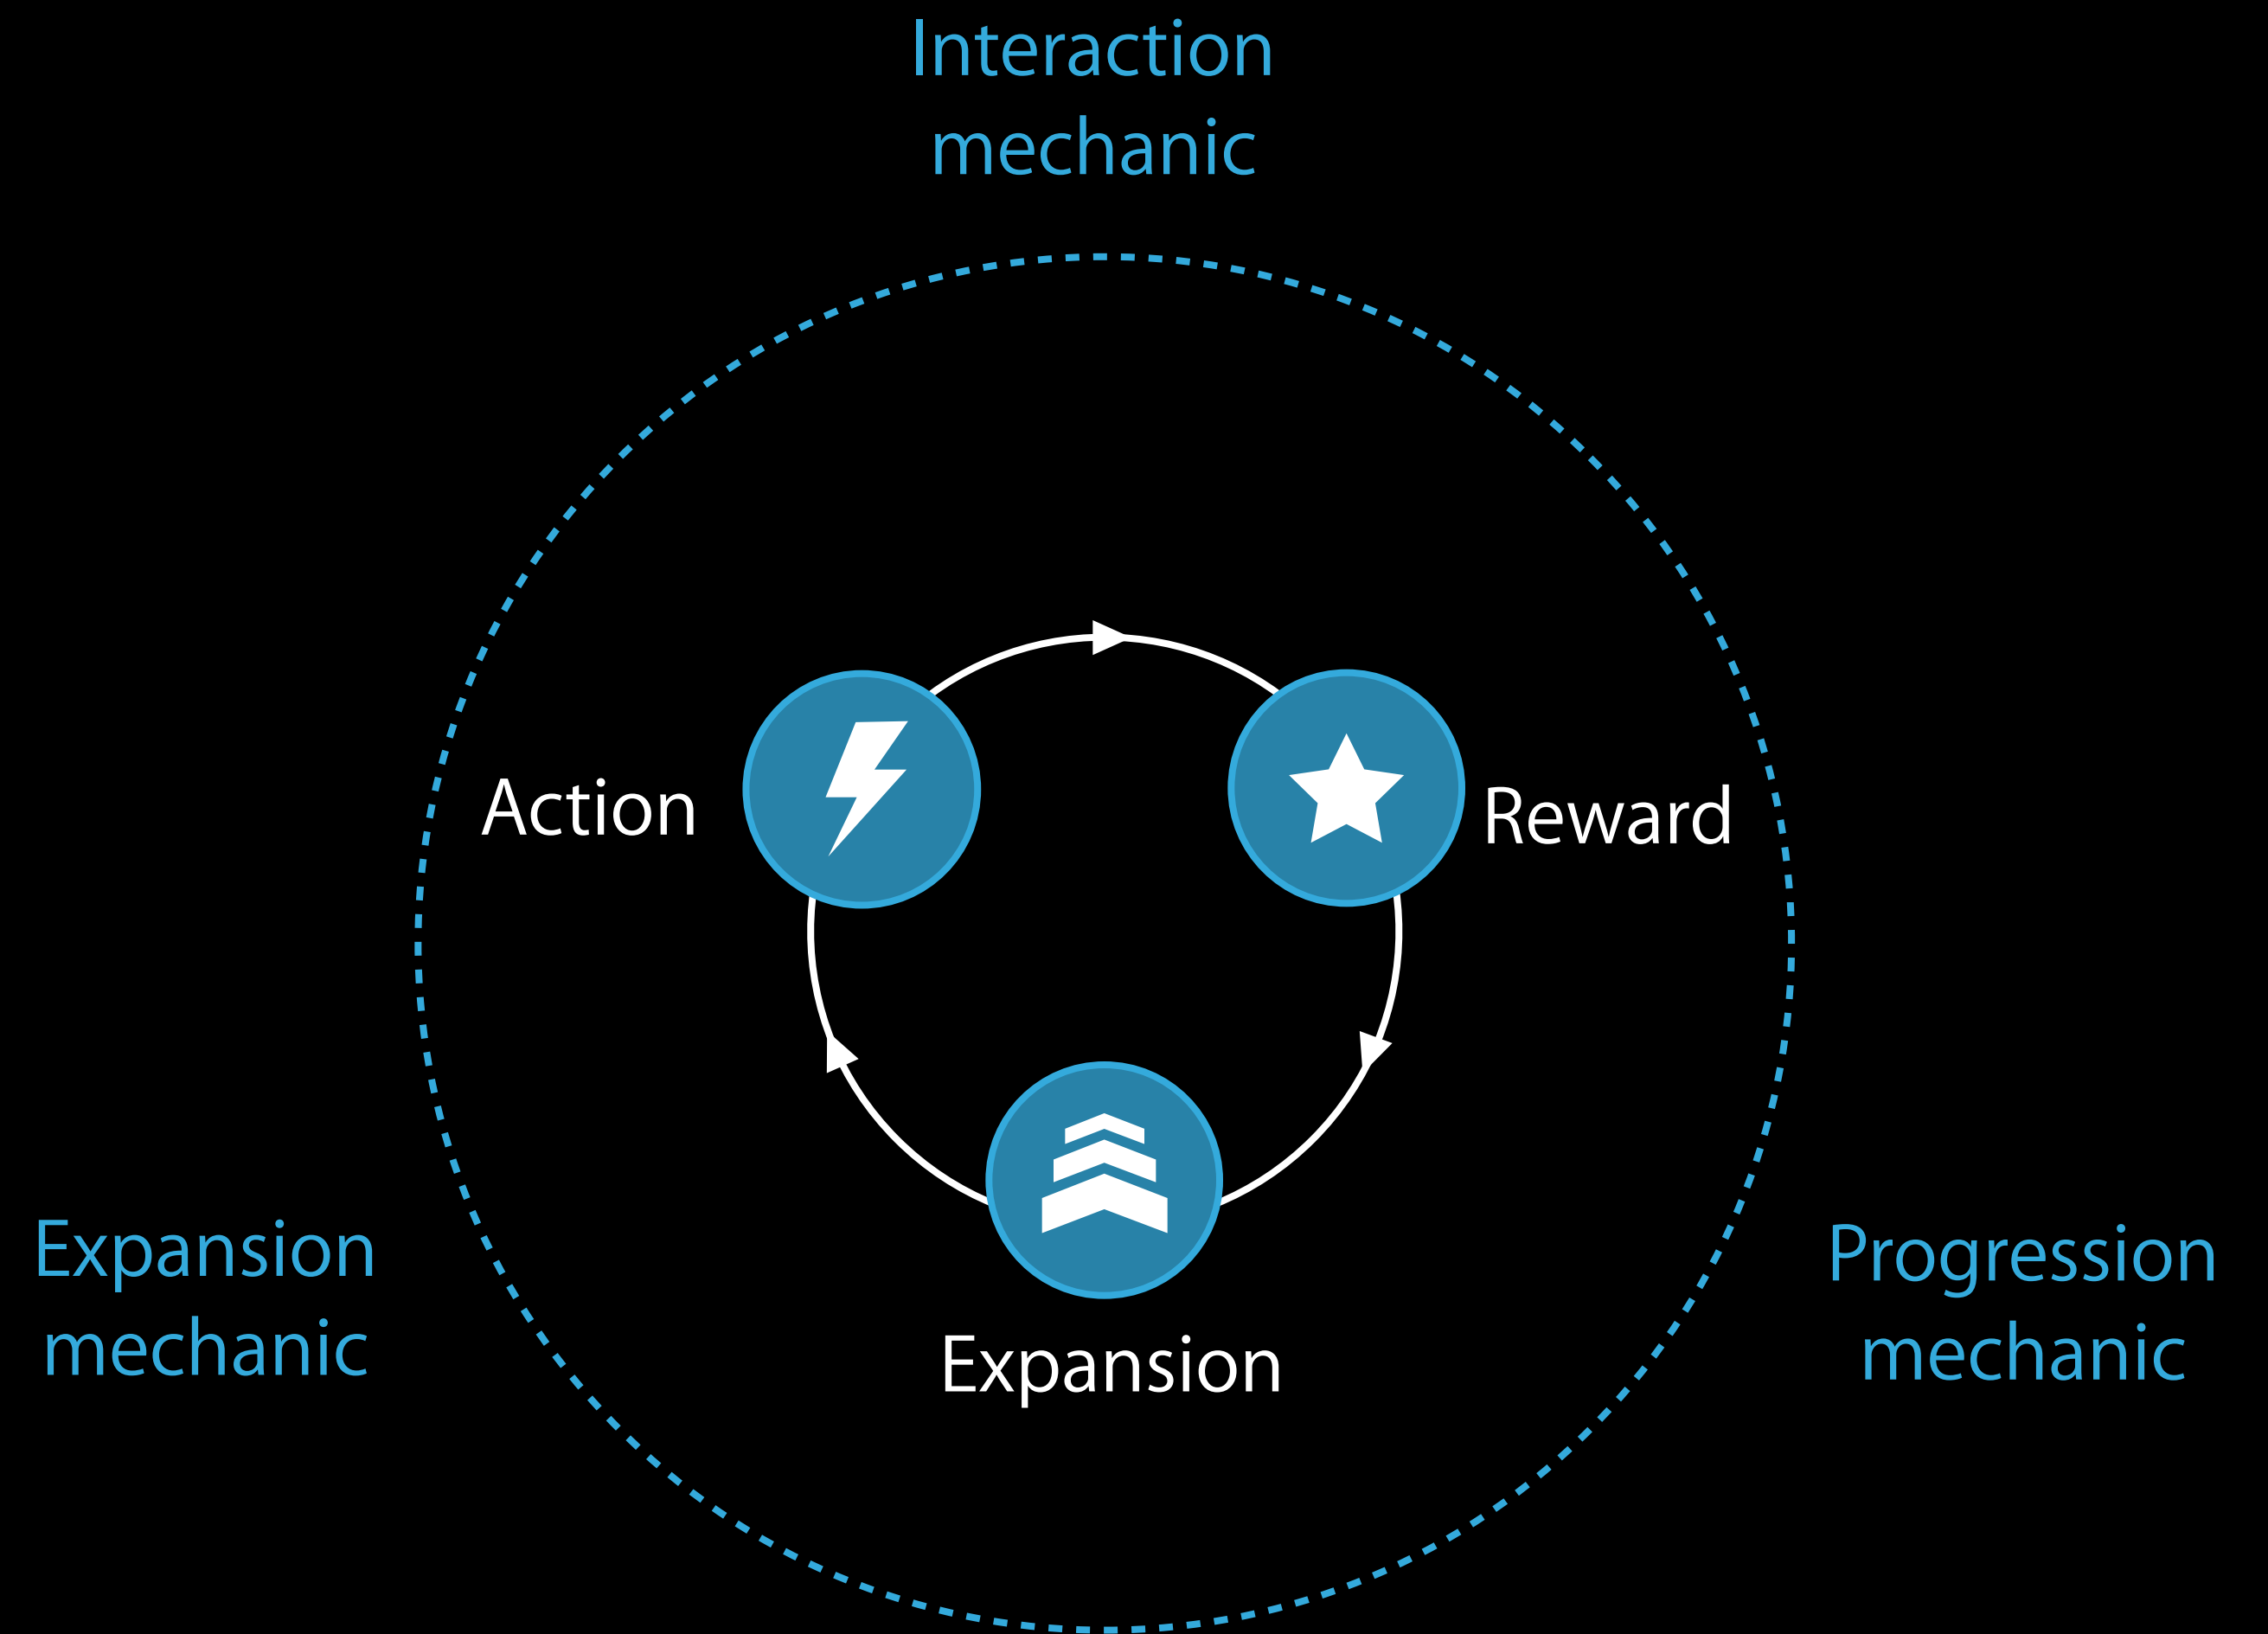 Interaction
mechanic
Action
Reward
Expansion
mechanic
Progression
mechanic
Expansion